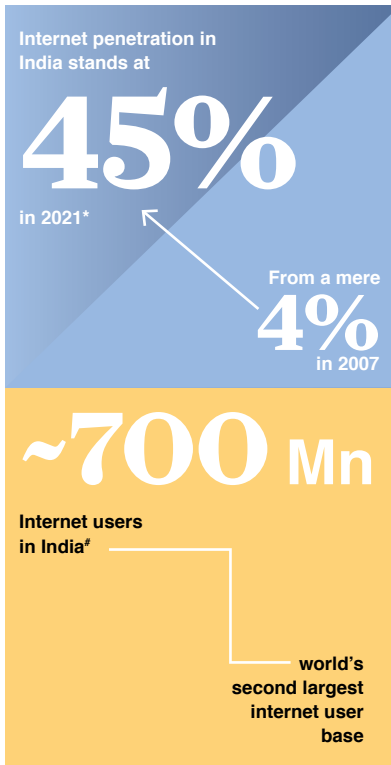 Internet penetration in
India stands at
45%
in 2021*
From a mere
4%
in 2007
~700 Mn
Internet users
in India#
world’s
second largest
internet user
base